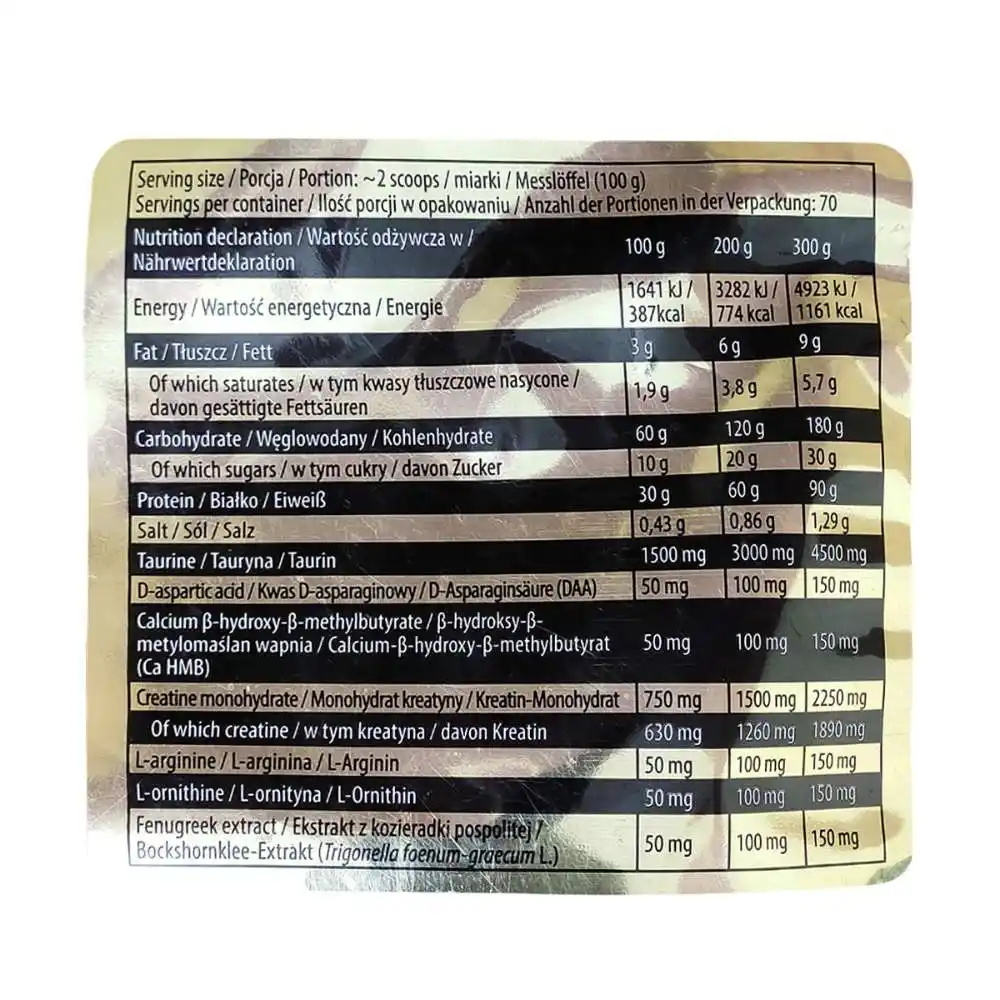 Serving size / Porcja / Portion: ~2 scoops / miarki / Messlöffel (100 g)
Servings per container / Ilość porcji w opakowaniu / Anzahl der Portionen in der Verpackung: 70
Nutrition declaration / Wartość odżywcza w / Nährwertdeklaration 100 g 200 g 300 g
Energy / Wartość energetyczna / Energie 1641 kJ / 387kcal 3282 kJ / 774 kcal 4923 kJ / 1161 kcal
Fat / Tłuszcz / Fett 3 g 6 g 9 g
Of which saturates / w tym kwasy tłuszczowe nasycone / davon gesättigte Fettsäuren 1,9 g 3,8 g 5,7 g
Carbohydrate / Węglowodany / Kohlenhydrate 60 g 120 g 180 g
Of which sugars / w tym cukry / davon Zucker 10 g 20 g 30 g
Protein / Białko / Eiweiß 30 g 60 g 90 g
Salt / Sól / Salz 0,43 g 0,86 g 1,29 g
Taurine / Tauryna / Taurin 1500 mg 3000 mg 4500 mg
D-aspartic acid / Kwas D-asparaginowy / D-Asparaginsäure (DAA) 50 mg 100 mg 150 mg
Calcium β-hydroxy-β-methylbutyrate / β-hydroksy-β-metylomaślan wapnia / Calcium-β-hydroxy-β-methylbutyrat (Ca HMB) 50 mg 100 mg 150 mg
Creatine monohydrate / Monohydrat kreatyny / Kreatin-Monohydrat 750 mg 1500 mg 2250 mg
Of which creatine / w tym kreatyna / davon Kreatin 630 mg 1260 mg 1890 mg
L-arginine / L-arginina / L-Arginin 50 mg 100 mg 150 mg
L-ornithine / L-ornityna / L-Ornithin 50 mg 100 mg 150 mg
Fenugreek extract / Ekstrakt z kozieradki pospolitej / Bockshornklee-Extrakt (Trigonella foenum-graecum L.) 50 mg 100 mg 150 mg